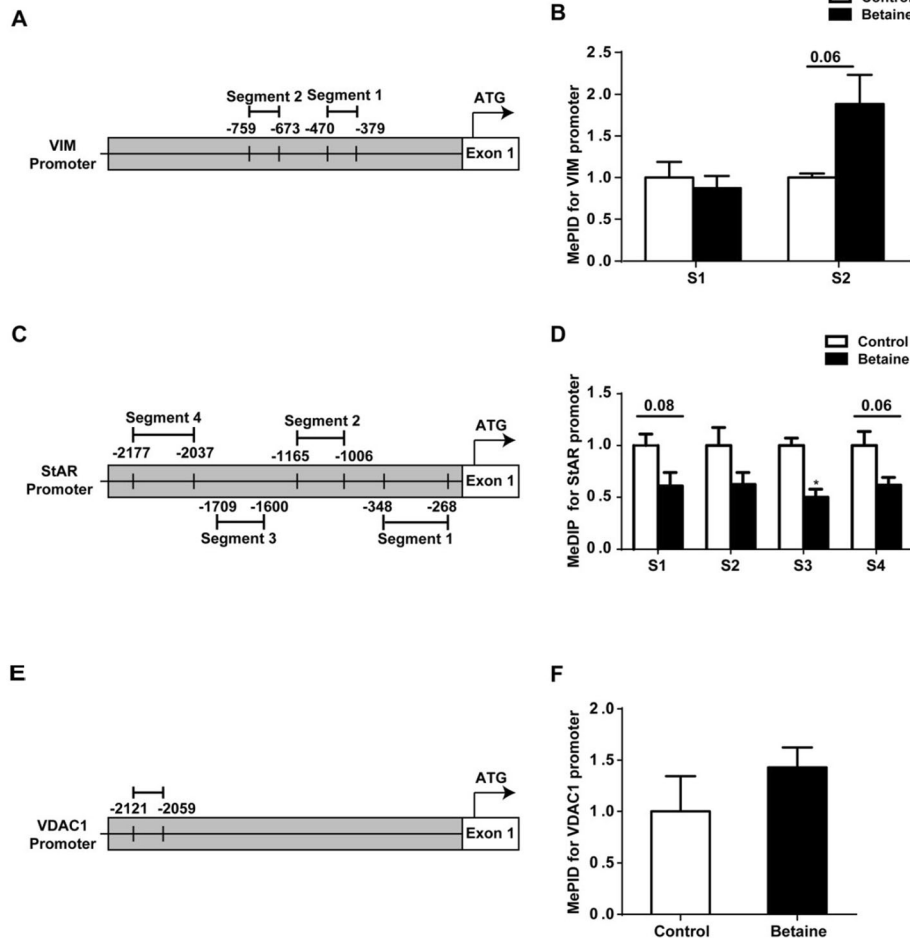 A
Segment 2 Segment 1
ATG
-759 -673 -470 -379
VIM
Promoter
Exon 1
B
Betaine
MePID for VIM promoter
2.5
2.0
1.5
1.0
0.5
0.0
0.06
S1 S2
C
Segment 4
Segment 2
ATG
-2177 -2037
-1165 -1006
StAR
Promoter
Exon 1
-1709 -1600
-348 -268
Segment 3
Segment 1
D
Control
Betaine
MeDIP for StAR promoter
1.5
1.0
0.5
0.0
0.08
0.06
*
S1 S2 S3 S4
E
ATG
-2121 -2059
VDAC1
Promoter
Exon 1
F
MePID for VDAC1 promoter
2.0
1.5
1.0
0.5
0.0
Control Betaine